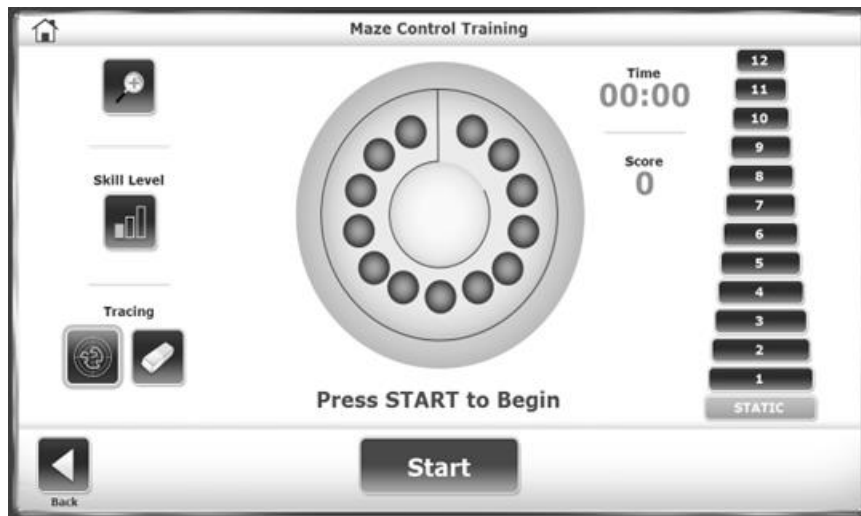 Maze Control Training
Skill Level
Tracing
Time
00:00
Score
0
12
11
10
9
8
7
6
5
4
3
2
1
STATIC
Press START to Begin
Back
Start